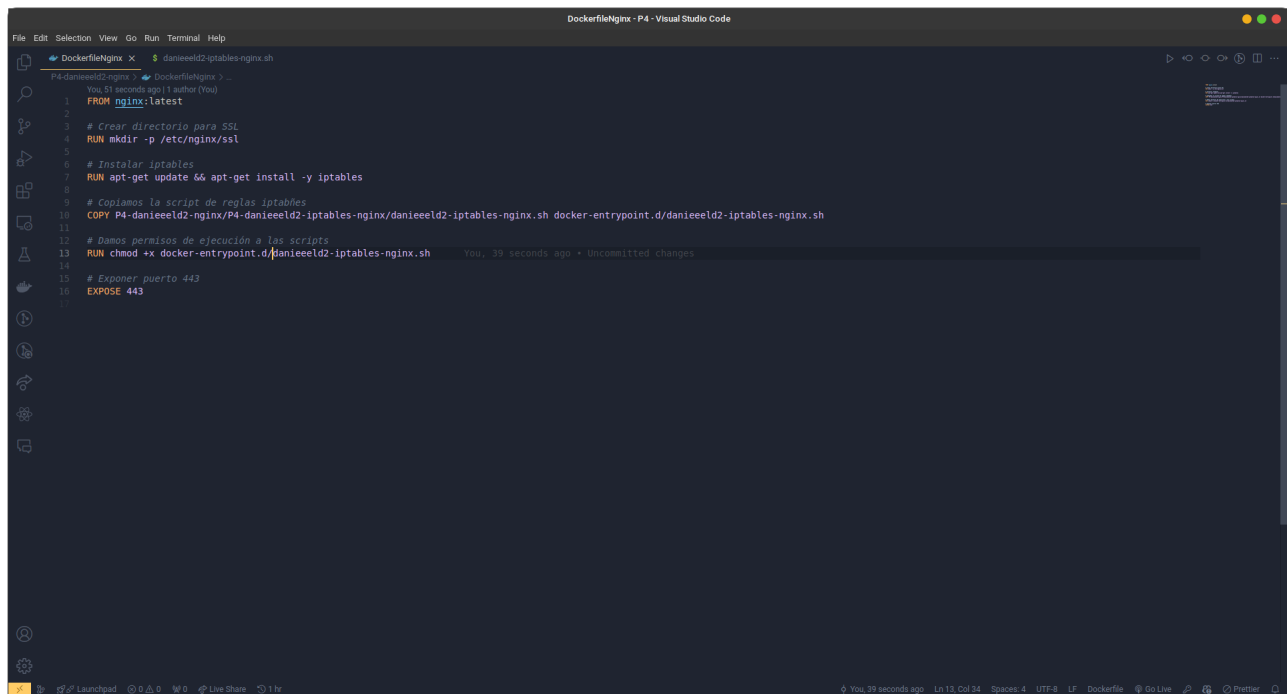 DockerfileNginx - P4 - Visual Studio Code
File Edit Selection View Go Run Terminal Help
DockerfileNginx × $ danieeeld2-iptables-nginx.sh
P4-danieeeld2-nginx > DockerfileNginx > ...
You, 51 seconds ago | 1 author (You)
1 FROM nginx:latest
2
3 # Crear directorio para SSL
4 RUN mkdir -p /etc/nginx/ssl
5
6 # Instalar iptables
7 RUN apt-get update && apt-get install -y iptables
8
9 # Copiamos la script de reglas iptabñes
10 COPY P4-danieeeld2-nginx/P4-danieeeld2-iptables-nginx/danieeeld2-iptables-nginx.sh docker-entrypoint.d/danieeeld2-iptables-nginx.sh
11
12 # Damos permisos de ejecución a las scripts
13 RUN chmod +x docker-entrypoint.d/danieeeld2-iptables-nginx.sh You, 39 seconds ago • Uncommitted changes
14
15 # Exponer puerto 443
16 EXPOSE 443
17
Launchpad 0 0 0 Live Share 1 hr You, 39 seconds ago Ln 13, Col 34 Spaces: 4 UTF-8 LF Dockerfile Go Live Prettier